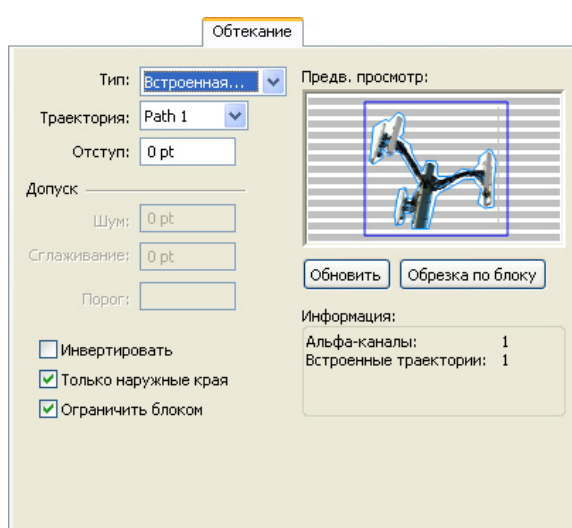 Обтекание
Тип: Встроенная...
Траектория: Path 1
Отступ: 0 pt
Допуск
Шум: 0 pt
Сглаживание: 0 pt
Порог:
Инвертировать
Только наружные края
Ограничить блоком
Предв. просмотр:
Обновить Обрезка по блоку
Информация:
Альфа-каналы: 1
Встроенные траектории: 1